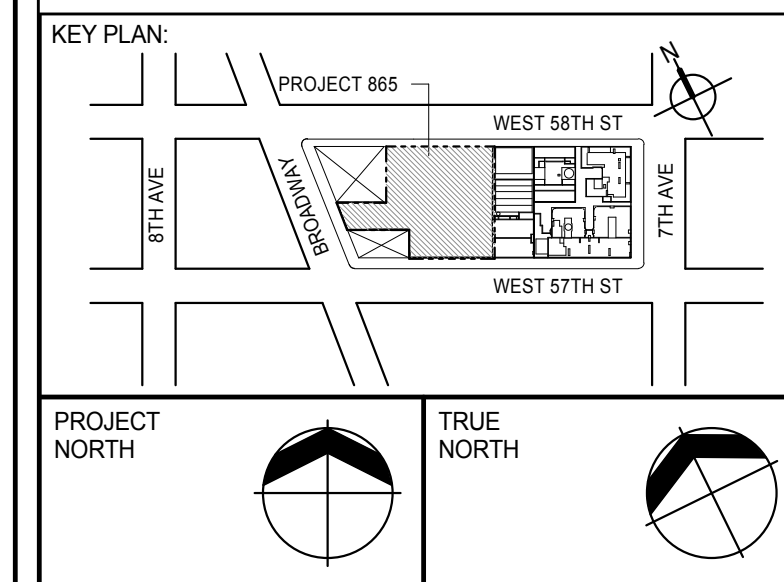 KEY PLAN:
N
PROJECT 865
WEST 58TH ST
8TH AVE
BROADWAY
7TH AVE
WEST 57TH ST
PROJECT
NORTH
TRUE
NORTH